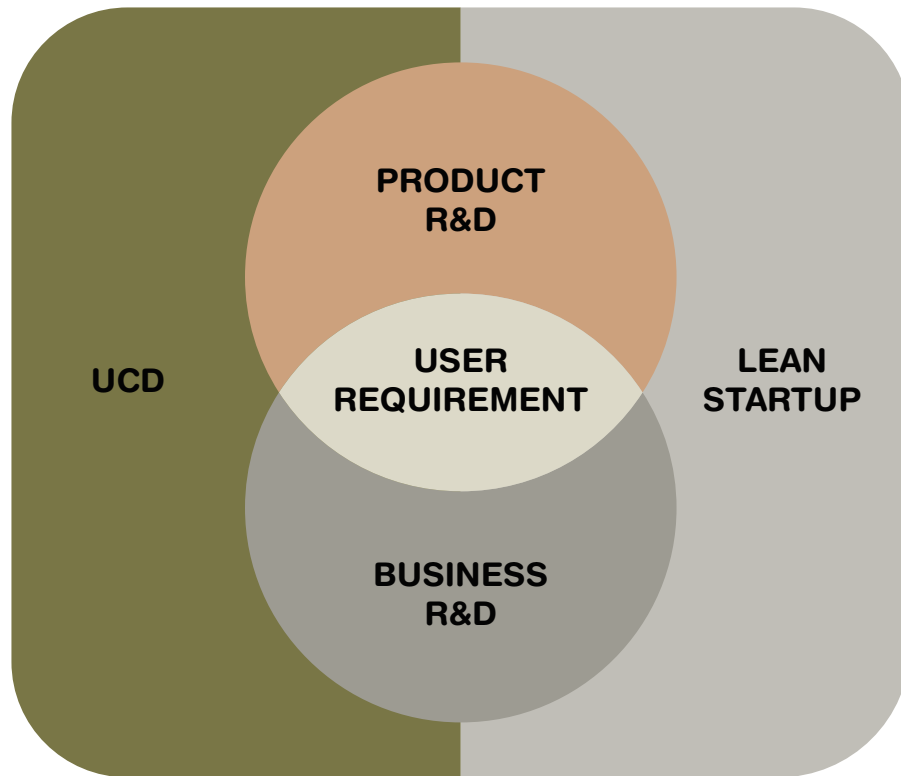 PRODUCT
R&D
UCD
USER
REQUIREMENT
LEAN
STARTUP
BUSINESS
R&D